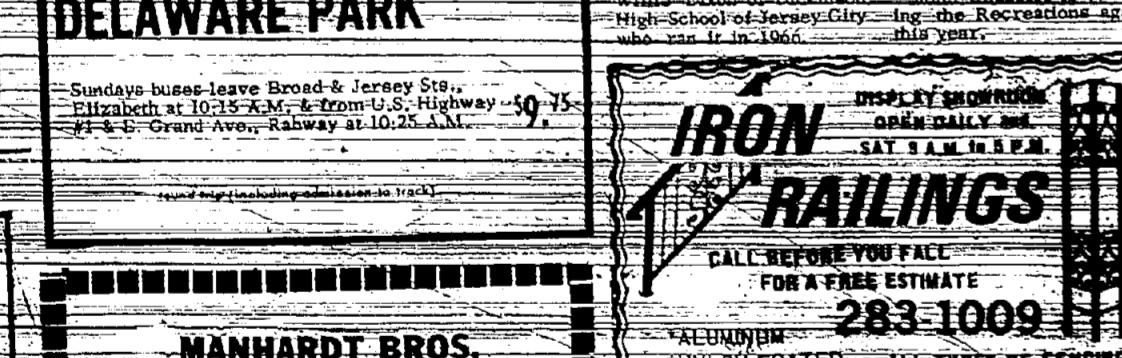 DELAWARE PARK
Sundays buses leave Broad & Jersey Sts.,
Elizabeth at 10:15 A.M. & from U.S. Highway
#1 & E. Grand Ave., Rahway at 10:25 A.M.
$9.75
round trip (including admission to track)
High School of Jersey City
who ran it in 1966.
ing the Recreations
this year.
IRON
RAILINGS
DISPLAY SHOWROOM
OPEN DAILY and
SAT 9 A.M. to 5 P.M.
CALL BEFORE YOU FALL
FOR A FREE ESTIMATE
283-1009
*ALUMINUM
MANHARDT BROS.